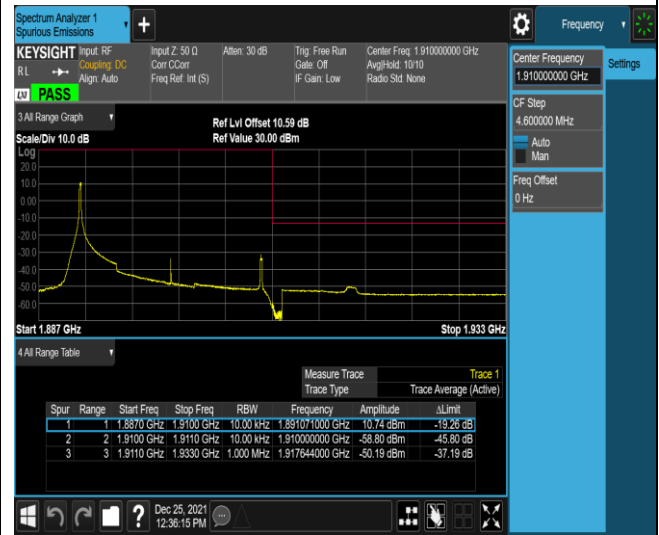 Spectrum Analyzer 1
Spurious Emissions
+
Frequency
KEYSIGHT Input: RF Input Z: 50 Ω Atten: 30 dB Trig: Free Run Center Freq: 1.910000000 GHz
RL Coupling: DC Corr CCorr Gate: Off Avg|Hold: 10/10
Align: Auto Freq Ref: Int (S) IF Gain: Low Radio Std: None
LXI PASS
Center Frequency
1.910000000 GHz
Settings
CF Step
4.600000 MHz
Auto
Man
Freq Offset
0 Hz
3 All Range Graph
Ref Lvl Offset 10.59 dB
Scale/Div 10.0 dB Ref Value 30.00 dBm
Log
20.0
10.0
0.00
-10.0
-20.0
-30.0
-40.0
-50.0
-60.0
Start 1.887 GHz Stop 1.933 GHz
4 All Range Table
Measure Trace Trace 1
Trace Type Trace Average (Active)
Spur Range Start Freq Stop Freq RBW Frequency Amplitude ΔLimit
1 1 1.8870 GHz 1.9100 GHz 10.00 kHz 1.891071000 GHz 10.74 dBm -19.26 dB
2 2 1.9100 GHz 1.9110 GHz 10.00 kHz 1.910000000 GHz -58.80 dBm -45.80 dB
3 3 1.9110 GHz 1.9330 GHz 1.000 MHz 1.917644000 GHz -50.19 dBm -37.19 dB
? Dec 25, 2021
12:36:15 PM